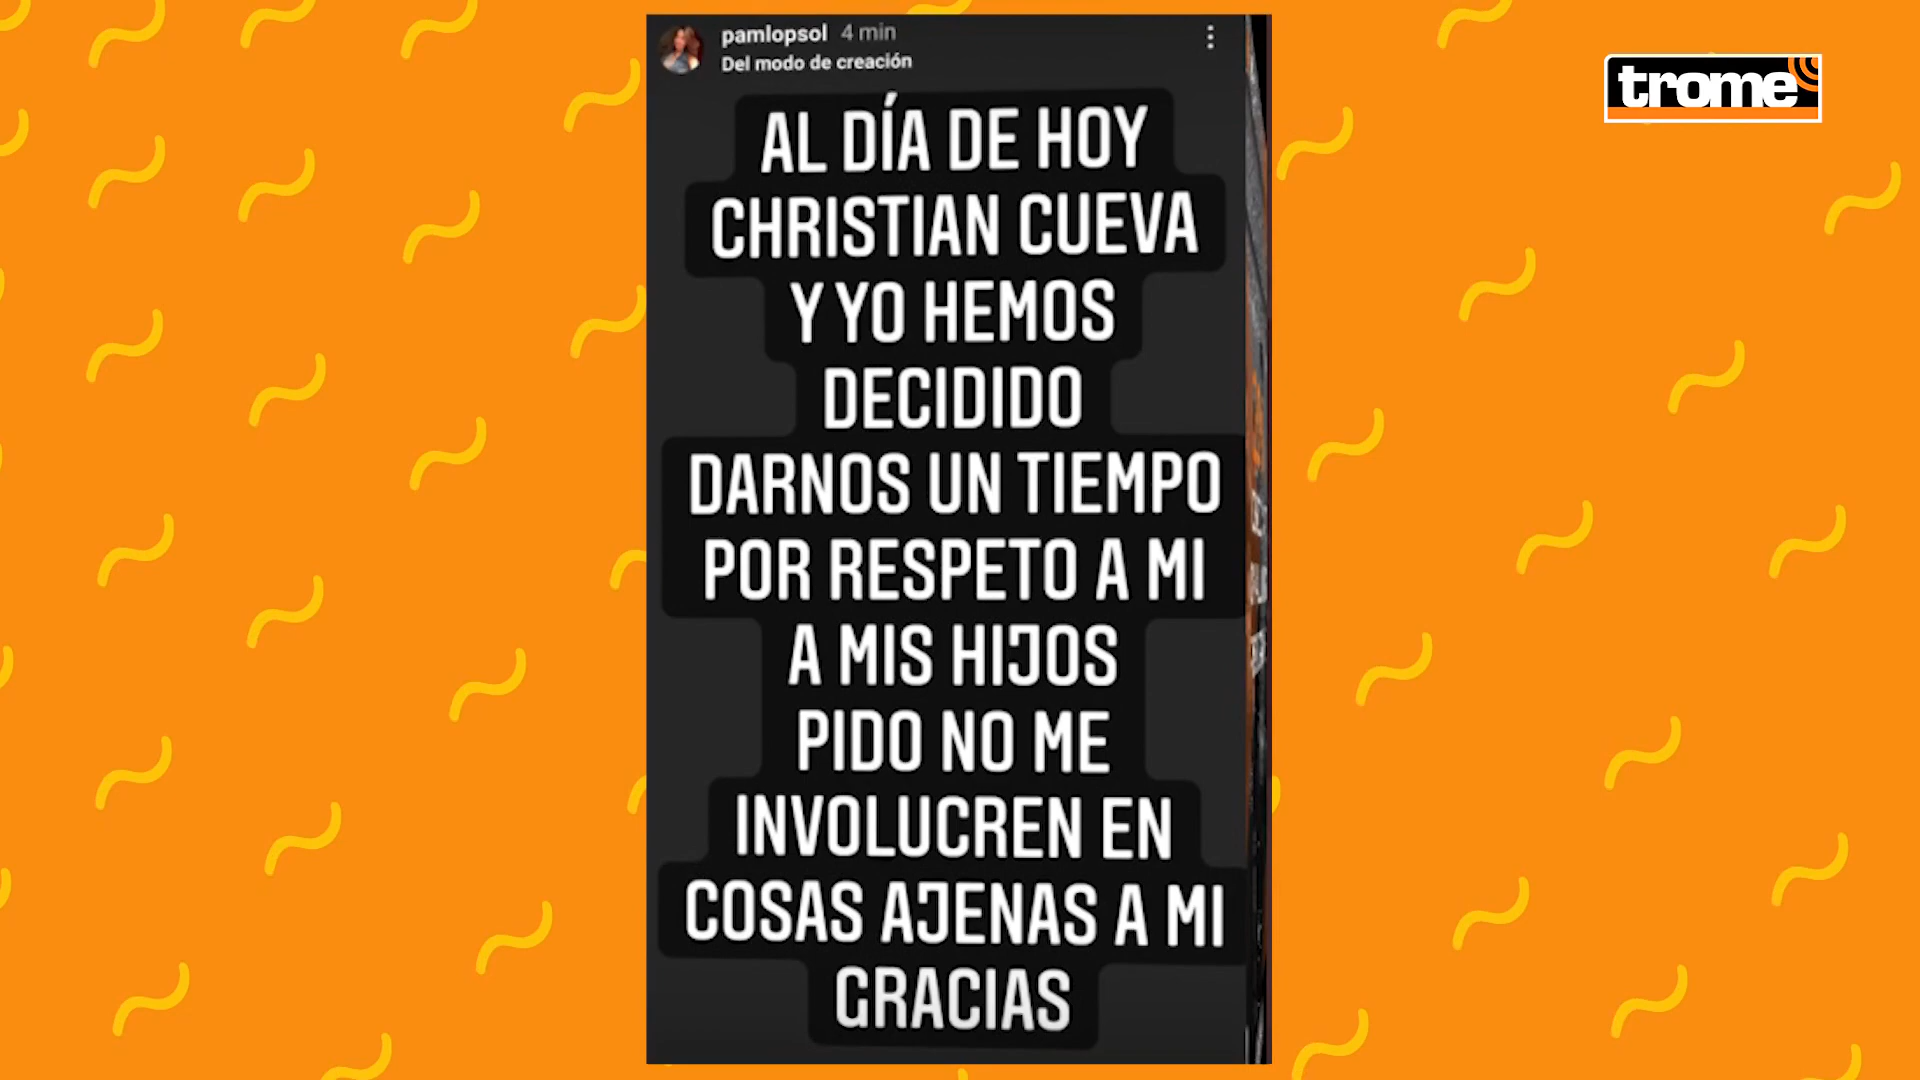 pamlopsol 4 min
Del modo de creación
trome
AL DÍA DE HOY
CHRISTIAN CUEVA
Y YO HEMOS
DECIDIDO
DARNOS UN TIEMPO
POR RESPETO A MI
A MIS HIJOS
PIDO NO ME
INVOLUCREN EN
COSAS AJENAS A MI
GRACIAS